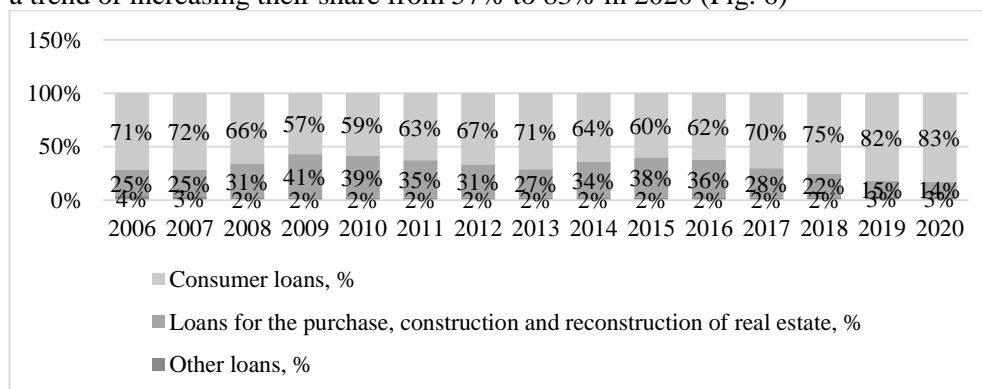 a trend of increasing their share from 57% to 83% in 2020 (Fig. 6)
150%
100%
71% 72% 66% 57% 59% 63% 67% 71% 64% 60% 62% 70% 75% 82% 83%
50%
25% 25% 31% 41% 39% 35% 31% 27% 34% 38% 36% 28% 22% 15% 14%
0% 4% 3% 2% 2% 2% 2% 2% 2% 2% 2% 2% 2% 2% 3% 3%
2006 2007 2008 2009 2010 2011 2012 2013 2014 2015 2016 2017 2018 2019 2020
Consumer loans, %
Loans for the purchase, construction and reconstruction of real estate, %
Other loans, %